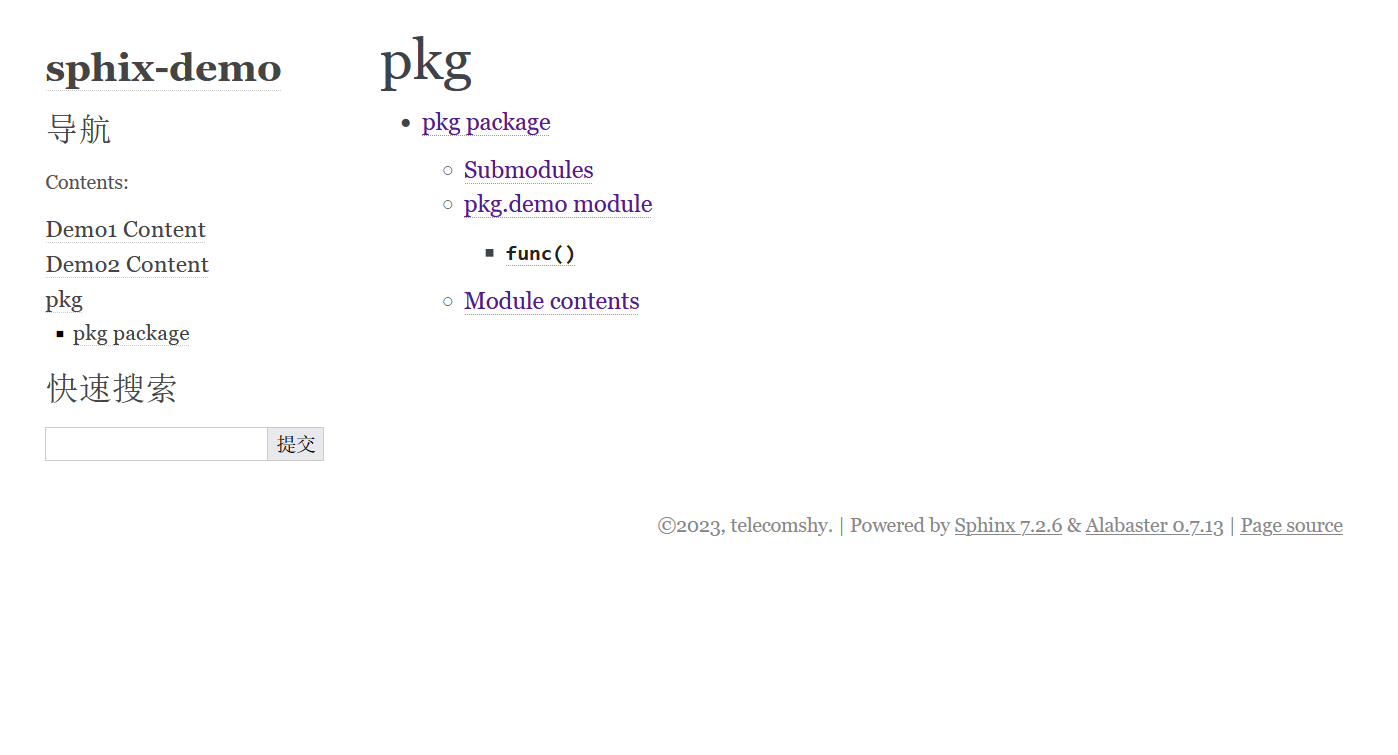 sphix-demo
导航
Contents:
Demo1 Content
Demo2 Content
pkg
pkg package
快速搜索
提交
pkg
pkg package
Submodules
pkg.demo module
func()
Module contents
©2023, telecomshy. | Powered by Sphinx 7.2.6 & Alabaster 0.7.13 | Page source